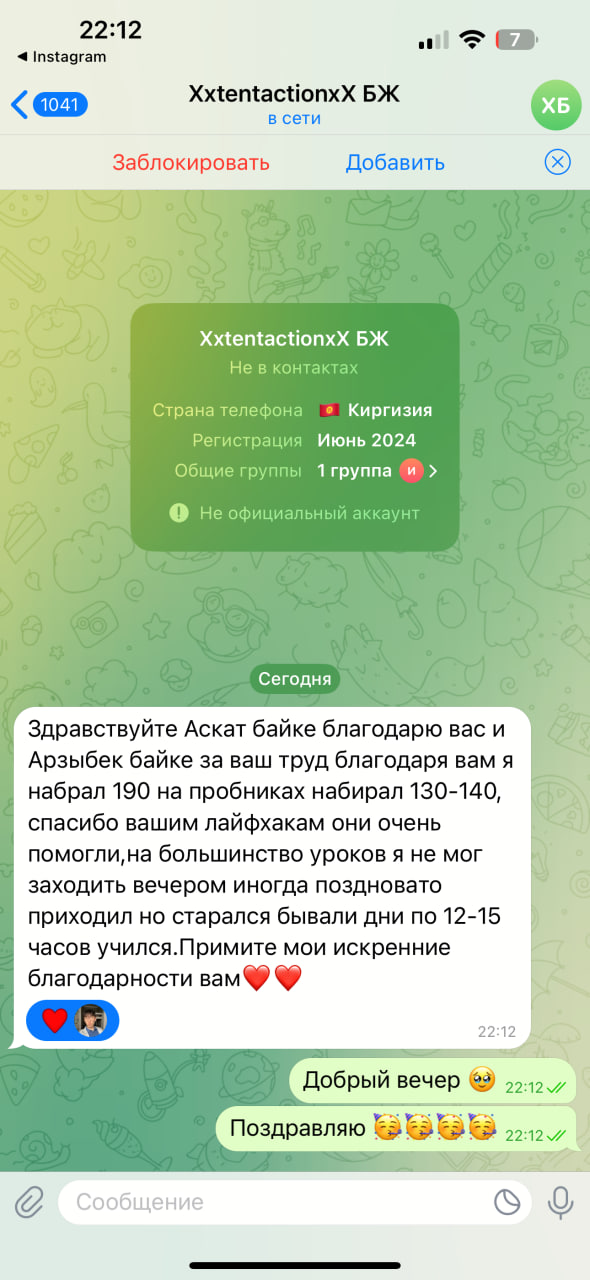 22:12
7
◀ Instagram
1041
XxtentactionxX БЖ
в сети
ХБ
Заблокировать
Добавить
XxtentactionxX БЖ
Не в контактах
Страна телефона 🇰🇬 Киргизия
Регистрация Июнь 2024
Общие группы 1 группа И
Не официальный аккаунт
Сегодня
Здравствуйте Аскат байке благодарю вас и
Арзыбек байке за ваш труд благодаря вам я
набрал 190 на пробниках набирал 130-140,
спасибо вашим лайфхакам они очень
помогли,на большинство уроков я не мог
заходить вечером иногда поздновато
приходил но старался бывали дни по 12-15
часов учился.Примите мои искренние
благодарности вам❤️❤️
22:12
Добрый вечер 🥹 22:12
Поздравляю 🥳🥳🥳🥳 22:12
Сообщение